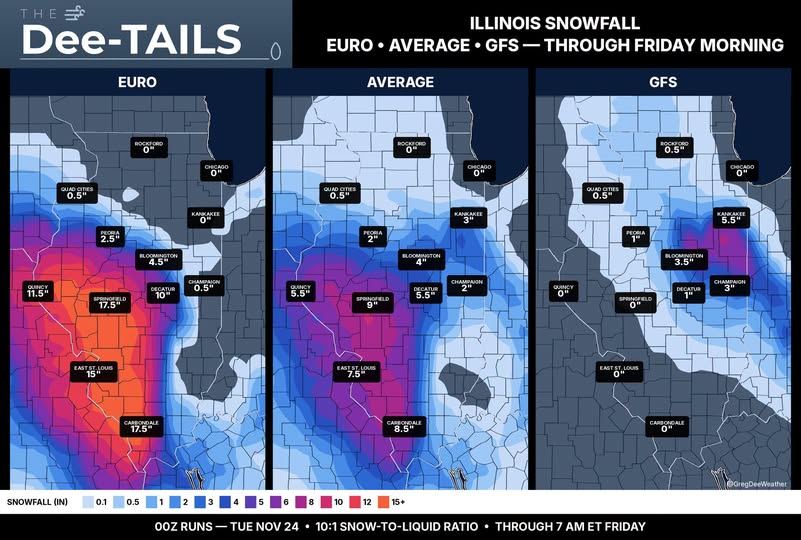 THE
Dee-TAILS
ILLINOIS SNOWFALL
EURO • AVERAGE • GFS — THROUGH FRIDAY MORNING
EURO
ROCKFORD
0"
CHICAGO
0"
QUAD CITIES
0.5"
KANKAKEE
0"
PEORIA
2.5"
BLOOMINGTON
4.5"
QUINCY
11.5"
SPRINGFIELD
17.5"
DECATUR
10"
CHAMPAIGN
0.5"
EAST ST. LOUIS
15"
CARBONDALE
17.5"
AVERAGE
ROCKFORD
0"
CHICAGO
0"
QUAD CITIES
0.5"
KANKAKEE
3"
PEORIA
2"
BLOOMINGTON
4"
QUINCY
5.5"
SPRINGFIELD
9"
DECATUR
5.5"
CHAMPAIGN
2"
EAST ST. LOUIS
7.5"
CARBONDALE
8.5"
GFS
ROCKFORD
0.5"
CHICAGO
0"
QUAD CITIES
0.5"
KANKAKEE
5.5"
PEORIA
1"
BLOOMINGTON
3.5"
QUINCY
0"
SPRINGFIELD
0"
DECATUR
1"
CHAMPAIGN
3"
EAST ST. LOUIS
0"
CARBONDALE
0"
@GregDeeWeather
SNOWFALL (IN) 0.1 0.5 1 2 3 4 5 6 8 10 12 15+
00Z RUNS — TUE NOV 24 • 10:1 SNOW-TO-LIQUID RATIO • THROUGH 7 AM ET FRIDAY